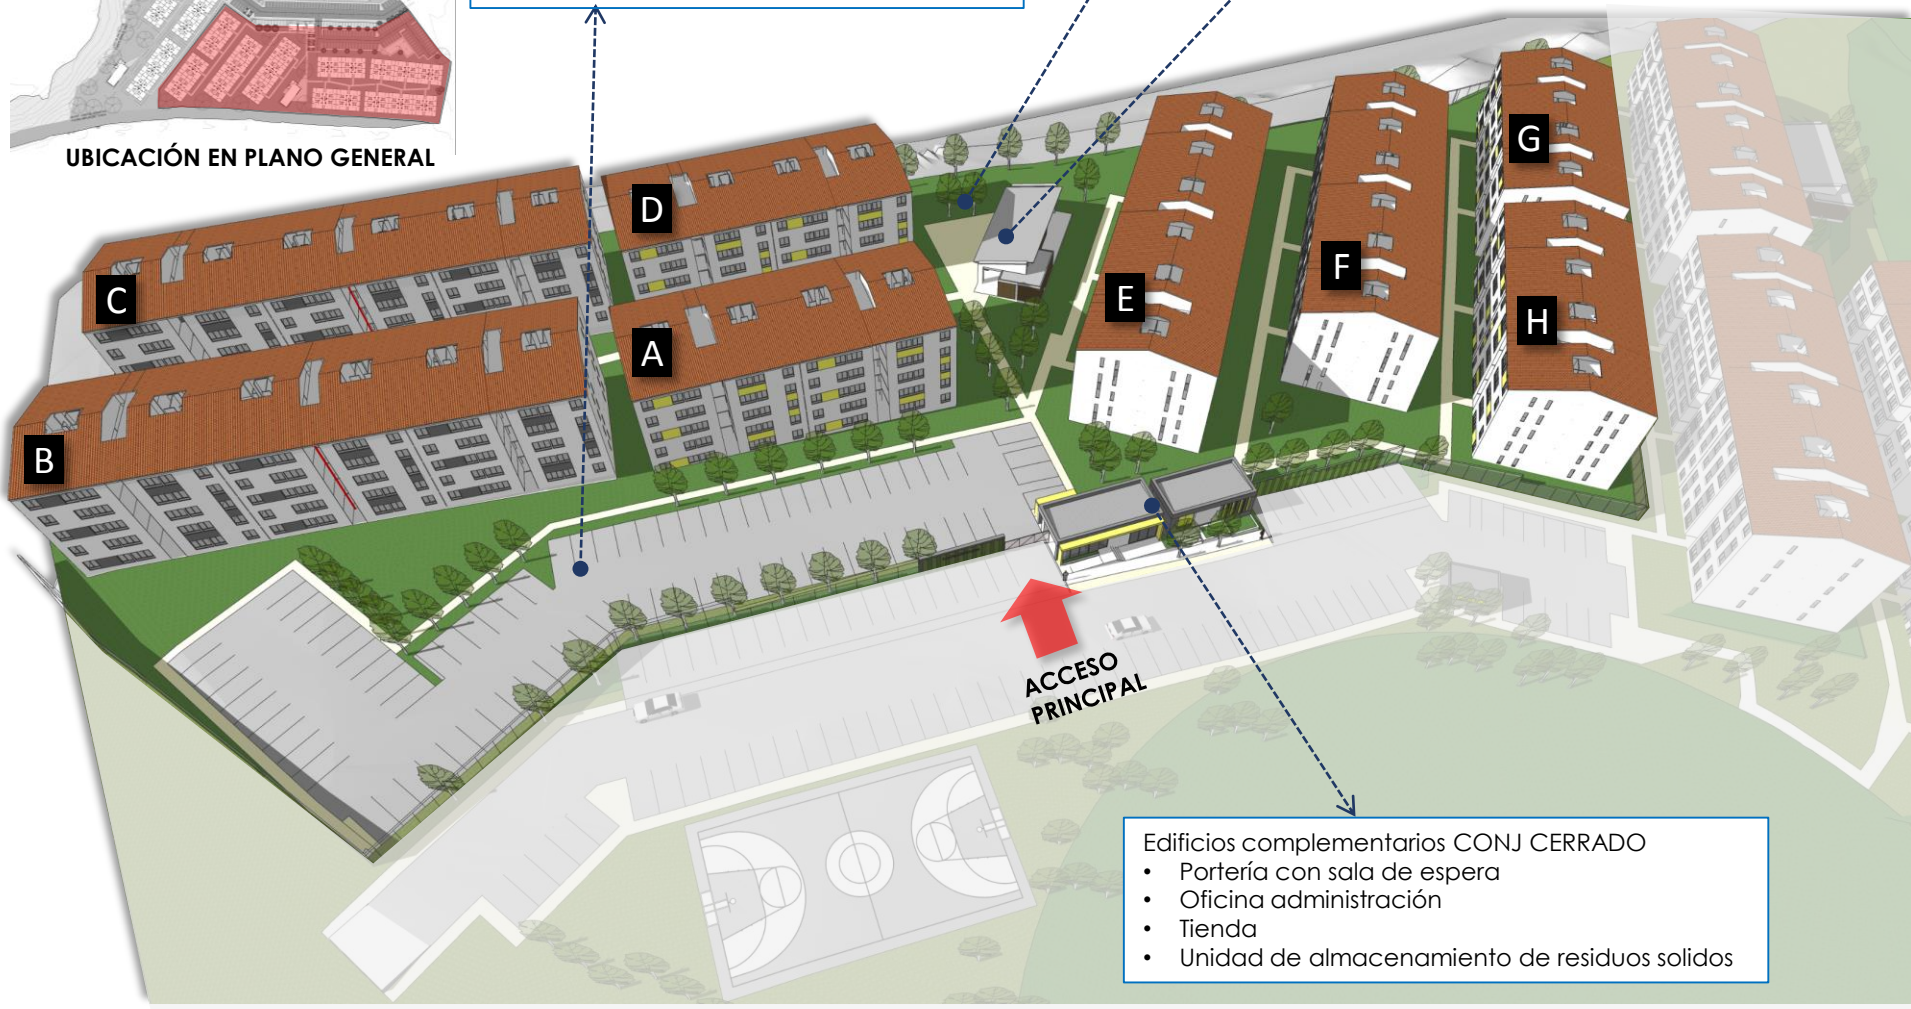 UBICACIÓN EN PLANO GENERAL
D
G
C
E
F
A
H
B
ACCESO
PRINCIPAL
Edificios complementarios CONJ CERRADO
• Portería con sala de espera
• Oficina administración
• Tienda
• Unidad de almacenamiento de residuos solidos